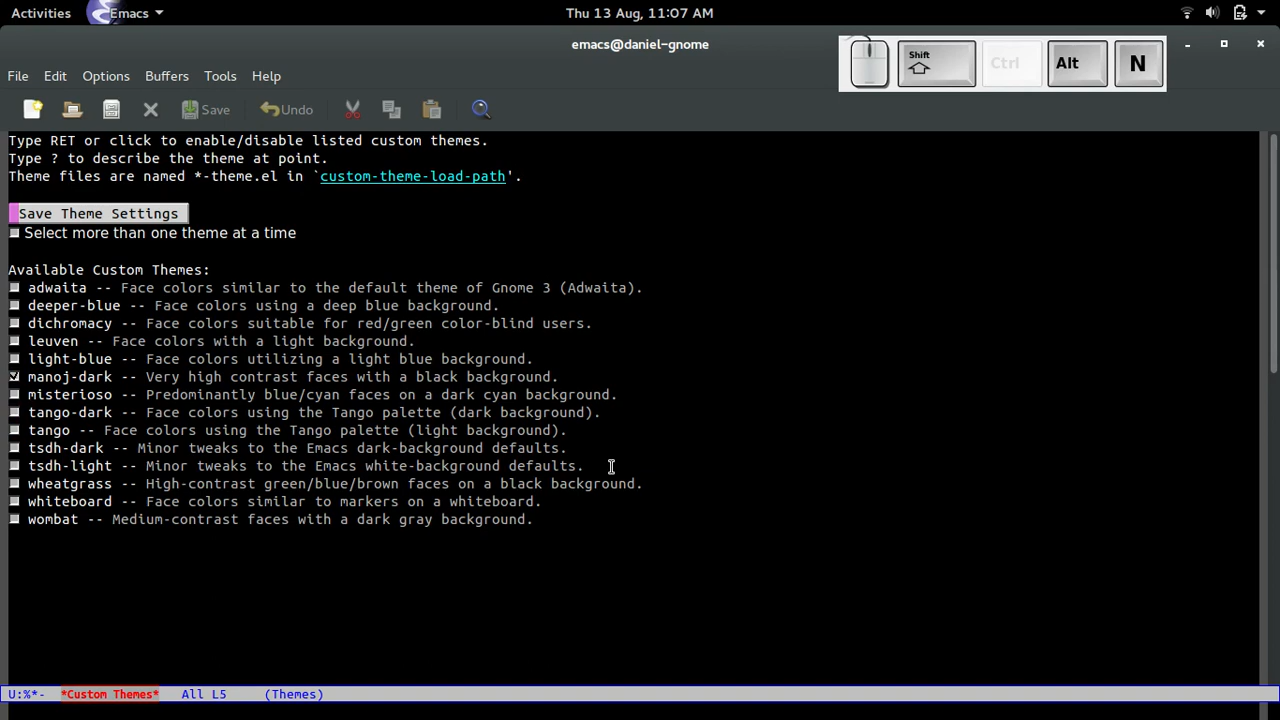 Activities Emacs Thu 13 Aug, 11:07 AM
emacs@daniel-gnome
Shift Ctrl Alt N
File Edit Options Buffers Tools Help
Save Undo
Type RET or click to enable/disable listed custom themes.
Type ? to describe the theme at point.
Theme files are named *-theme.el in `custom-theme-load-path'.
Save Theme Settings
Select more than one theme at a time
Available Custom Themes:
adwaita -- Face colors similar to the default theme of Gnome 3 (Adwaita).
deeper-blue -- Face colors using a deep blue background.
dichromacy -- Face colors suitable for red/green color-blind users.
leuven -- Face colors with a light background.
light-blue -- Face colors utilizing a light blue background.
manoj-dark -- Very high contrast faces with a black background.
misterioso -- Predominantly blue/cyan faces on a dark cyan background.
tango-dark -- Face colors using the Tango palette (dark background).
tango -- Face colors using the Tango palette (light background).
tsdh-dark -- Minor tweaks to the Emacs dark-background defaults.
tsdh-light -- Minor tweaks to the Emacs white-background defaults.
wheatgrass -- High-contrast green/blue/brown faces on a black background.
whiteboard -- Face colors similar to markers on a whiteboard.
wombat -- Medium-contrast faces with a dark gray background.
U:%*- *Custom Themes* All L5 (Themes)